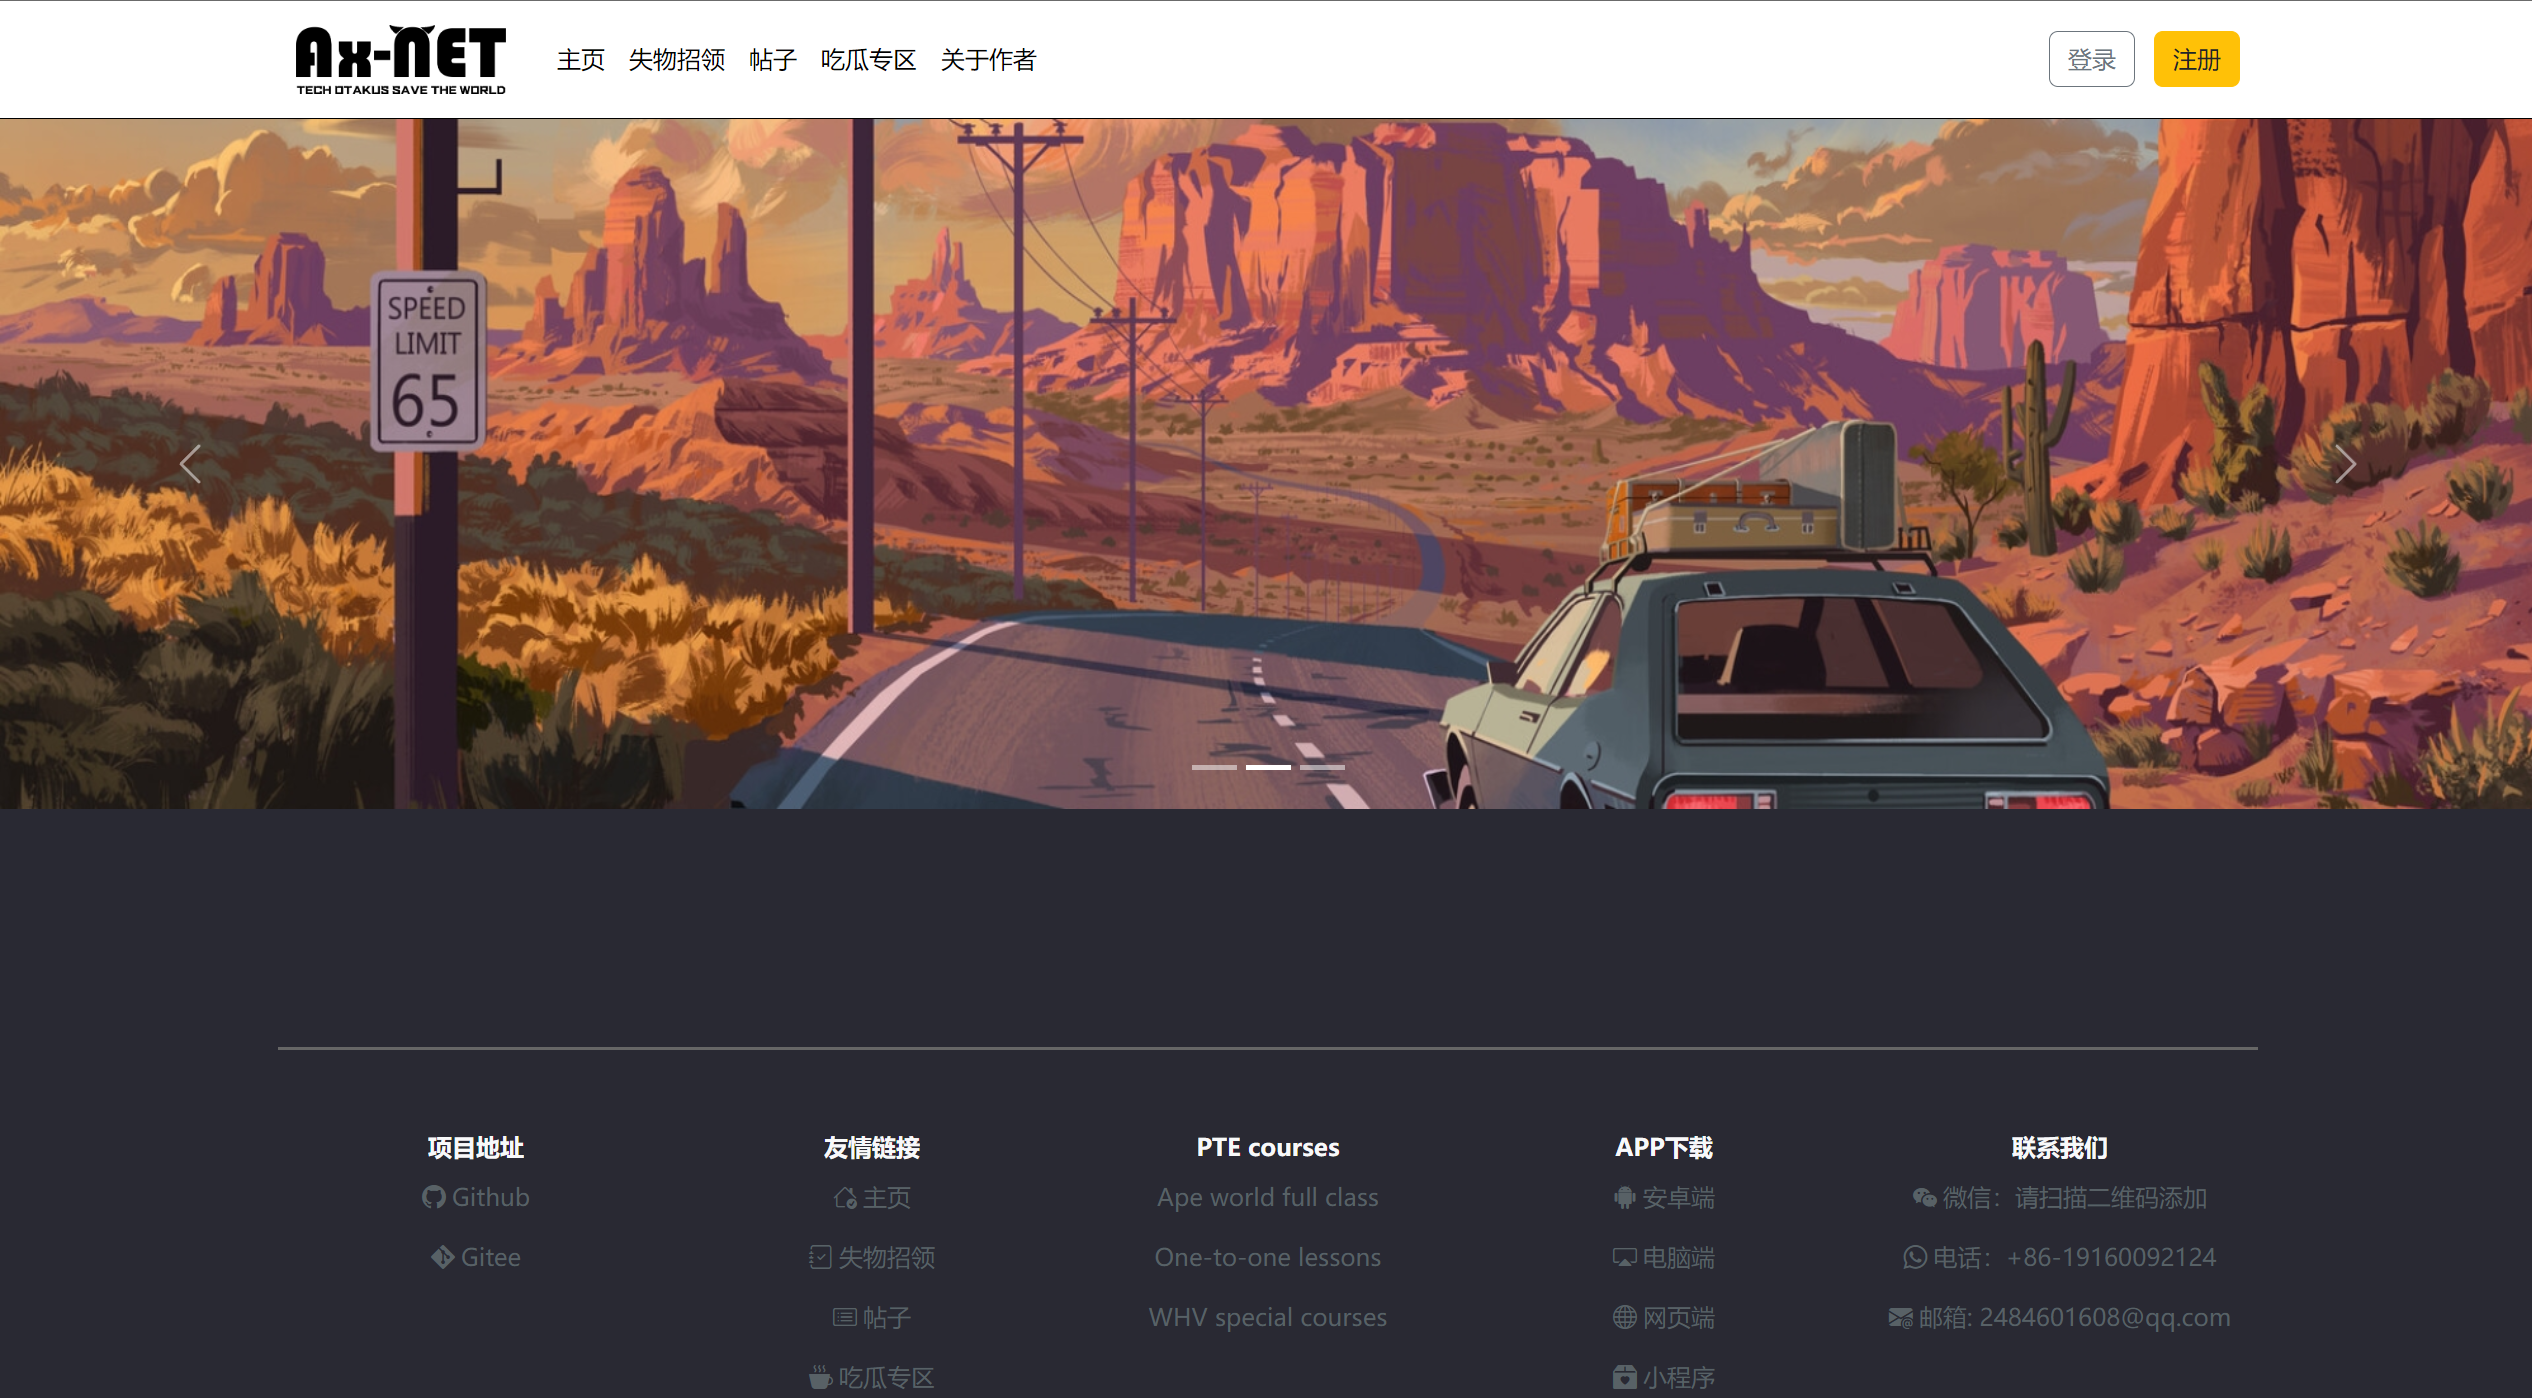 Ax-NET
TECH OTAKUS SAVE THE WORLD
主页 失物招领 帖子 吃瓜专区 关于作者
登录 注册
SPEED
LIMIT
65
项目地址
Github
Gitee
友情链接
主页
失物招领
帖子
吃瓜专区
PTE courses
Ape world full class
One-to-one lessons
WHV special courses
APP下载
安卓端
电脑端
网页端
小程序
联系我们
微信：请扫描二维码添加
电话：+86-19160092124
邮箱: 2484601608@qq.com